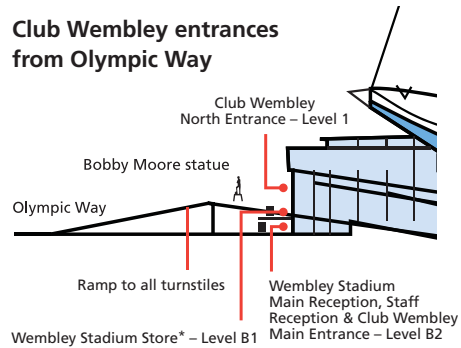 Club Wembley entrances
from Olympic Way
Club Wembley
North Entrance – Level 1
Bobby Moore statue
Olympic Way
Ramp to all turnstiles
Wembley Stadium Store* – Level B1
Wembley Stadium
Main Reception, Staff
Reception & Club Wembley
Main Entrance – Level B2